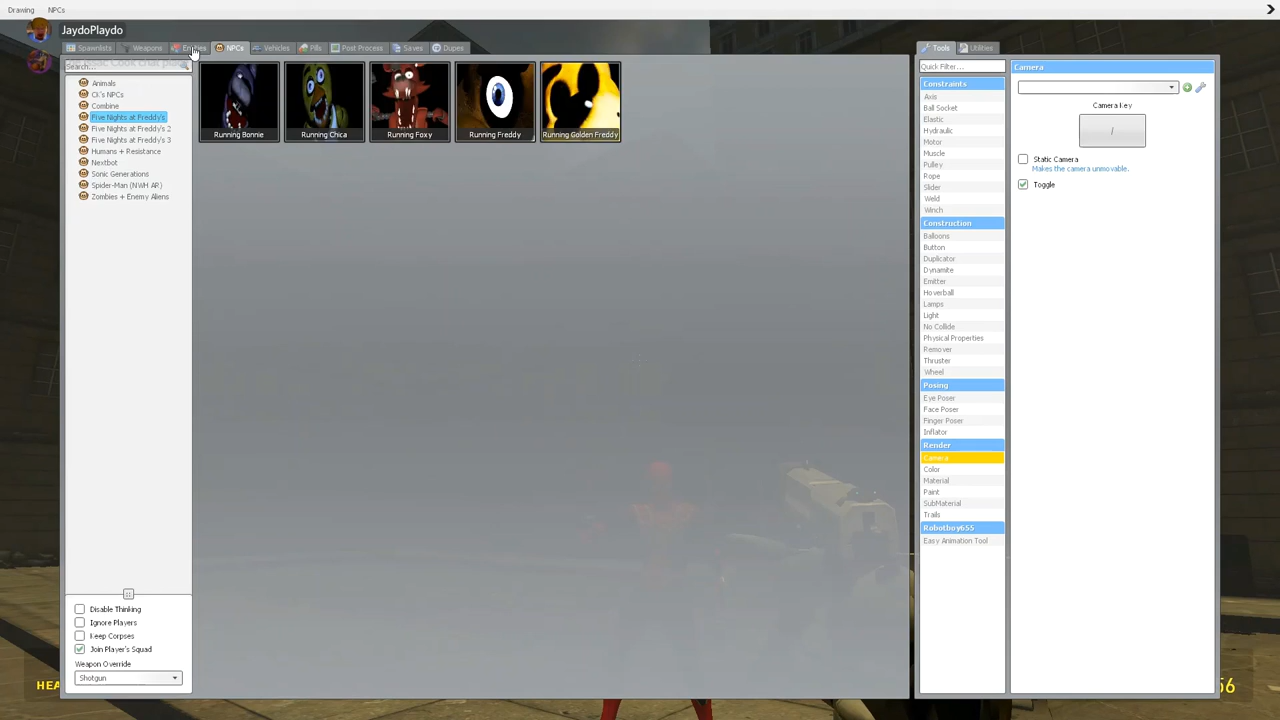 Drawing NPCs
JaydoPlaydo
Spawnlists Weapons Entities NPCs Vehicles Pills Post Process Saves Dupes
Search...
Animals
Combine
Five Nights at Freddy's
Five Nights at Freddy's 2
Five Nights at Freddy's 3
Humans + Resistance
Nextbot
Sonic Generations
Spider-Man (NWH AR)
Zombies + Enemy Aliens
Running Bonnie
Running Chica
Running Foxy
Running Freddy
Running Golden Freddy
Disable Thinking
Ignore Players
Keep Corpses
Join Player's Squad
Weapon Override
Shotgun
Tools Utilities
Quick Filter...
Constraints
Axis
Ball Socket
Elastic
Hydraulic
Motor
Muscle
Pulley
Rope
Slider
Weld
Winch
Construction
Balloons
Button
Duplicator
Dynamite
Emitter
Hoverball
Lamps
Light
No Collide
Physical Properties
Remover
Thruster
Wheel
Posing
Eye Poser
Face Poser
Finger Poser
Inflator
Render
Camera
Color
Material
Paint
SubMaterial
Trails
Robotboy655
Easy Animation Tool
Camera
Camera Key
/
Static Camera
Makes the camera unmovable.
Toggle
HEA
56